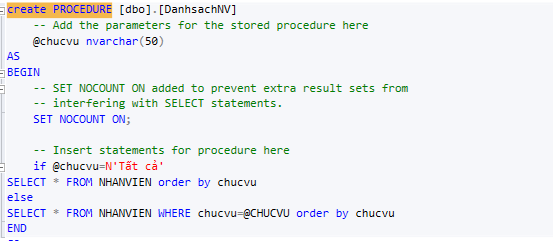 create PROCEDURE [dbo].[DanhsachNV]
-- Add the parameters for the stored procedure here
@chucvu nvarchar(50)
AS
BEGIN
-- SET NOCOUNT ON added to prevent extra result sets from
-- interfering with SELECT statements.
SET NOCOUNT ON;
-- Insert statements for procedure here
if @chucvu=N'Tất cả'
SELECT * FROM NHANVIEN order by chucvu
else
SELECT * FROM NHANVIEN WHERE chucvu=@CHUCVU order by chucvu
END